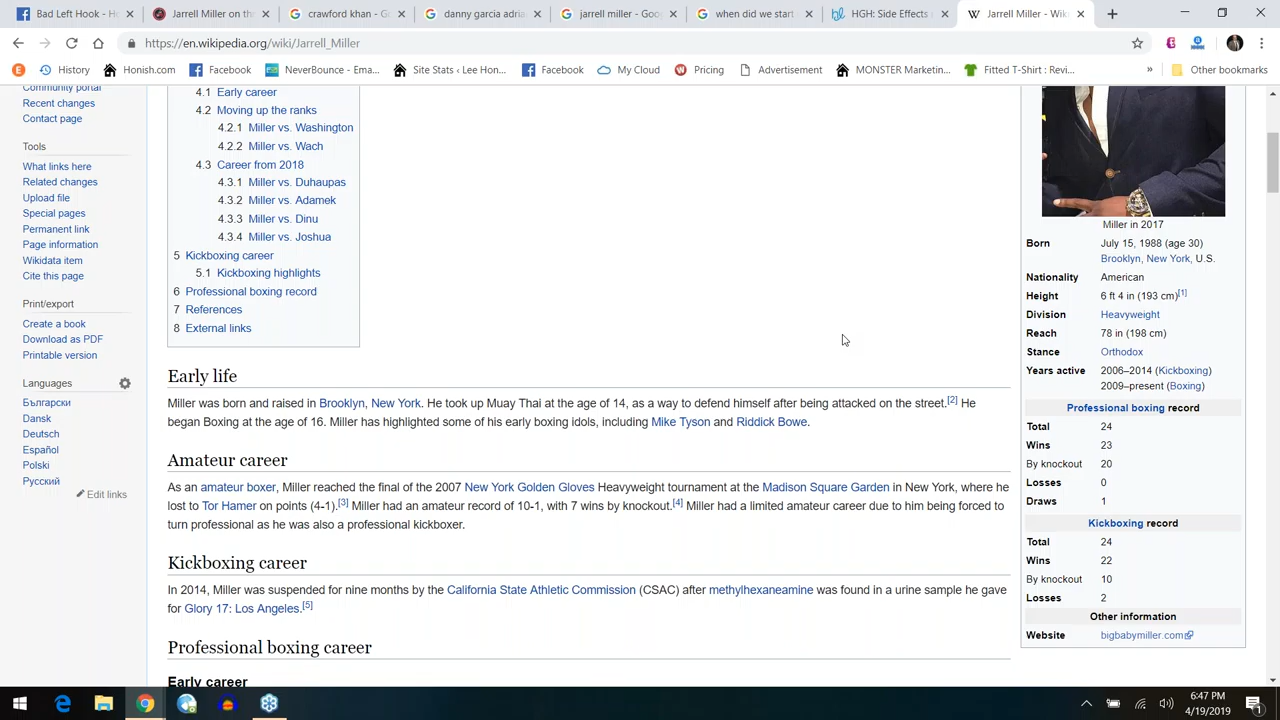 Bad Left Hook - Ho
Jarrell Miller on th
crawford khan - G
danny garcia adria
jarrell miller - Goo
when did we start
HGH: Side Effects
Jarrell Miller - Wik
https://en.wikipedia.org/wiki/Jarrell_Miller
History
Honish.com
Facebook
NeverBounce - Ema...
Site Stats ‹ Lee Hon...
Facebook
My Cloud
Pricing
Advertisement
MONSTER Marketin...
Fitted T-Shirt : Revi...
»
Other bookmarks
Community portal
Recent changes
Contact page
Tools
What links here
Related changes
Upload file
Special pages
Permanent link
Page information
Wikidata item
Cite this page
Print/export
Create a book
Download as PDF
Printable version
Languages
Български
Dansk
Deutsch
Español
Polski
Русский
Edit links
4.1 Early career
4.2 Moving up the ranks
4.2.1 Miller vs. Washington
4.2.2 Miller vs. Wach
4.3 Career from 2018
4.3.1 Miller vs. Duhaupas
4.3.2 Miller vs. Adamek
4.3.3 Miller vs. Dinu
4.3.4 Miller vs. Joshua
5 Kickboxing career
5.1 Kickboxing highlights
6 Professional boxing record
7 References
8 External links
Early life
Miller was born and raised in Brooklyn, New York. He took up Muay Thai at the age of 14, as a way to defend himself after being attacked on the street.[2] He
began Boxing at the age of 16. Miller has highlighted some of his early boxing idols, including Mike Tyson and Riddick Bowe.
Amateur career
As an amateur boxer, Miller reached the final of the 2007 New York Golden Gloves Heavyweight tournament at the Madison Square Garden in New York, where he
lost to Tor Hamer on points (4-1).[3] Miller had an amateur record of 10-1, with 7 wins by knockout.[4] Miller had a limited amateur career due to him being forced to
turn professional as he was also a professional kickboxer.
Kickboxing career
In 2014, Miller was suspended for nine months by the California State Athletic Commission (CSAC) after methylhexaneamine was found in a urine sample he gave
for Glory 17: Los Angeles.[5]
Professional boxing career
Early career
Miller in 2017
Born July 15, 1988 (age 30)
Brooklyn, New York, U.S.
Nationality American
Height 6 ft 4 in (193 cm)[1]
Division Heavyweight
Reach 78 in (198 cm)
Stance Orthodox
Years active 2006–2014 (Kickboxing)
2009–present (Boxing)
Professional boxing record
Total 24
Wins 23
By knockout 20
Losses 0
Draws 1
Kickboxing record
Total 24
Wins 22
By knockout 10
Losses 2
Other information
Website bigbabymiller.com
6:47 PM
4/19/2019